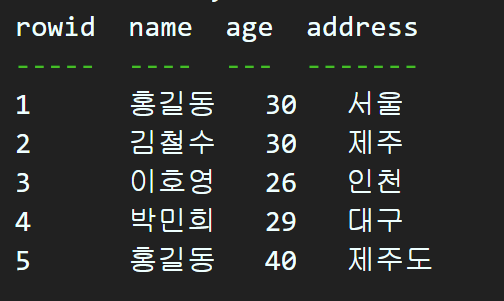 rowid  name  age  address
-----  ----  ---  -------
1      홍길동   30   서울
2      김철수   30   제주
3      이호영   26   인천
4      박민희   29   대구
5      홍길동   40   제주도